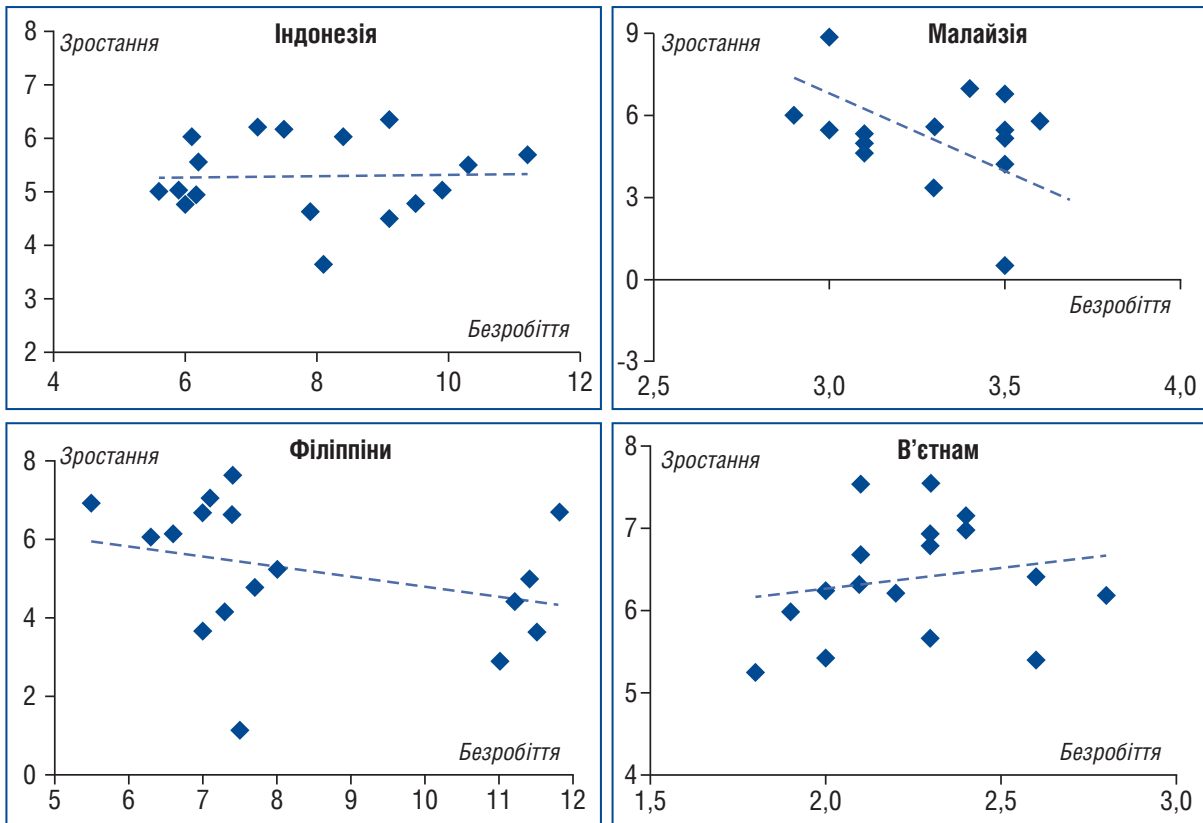 Індонезія
Зростання
8
7
6
5
4
3
2
Безробіття
4 6 8 10 12
Малайзія
Зростання
9
6
3
0
-3
Безробіття
2,5 3,0 3,5 4,0
Філіппіни
Зростання
8
6
4
2
0
Безробіття
5 6 7 8 9 10 11 12
В'єтнам
Зростання
8
7
6
5
4
Безробіття
1,5 2,0 2,5 3,0